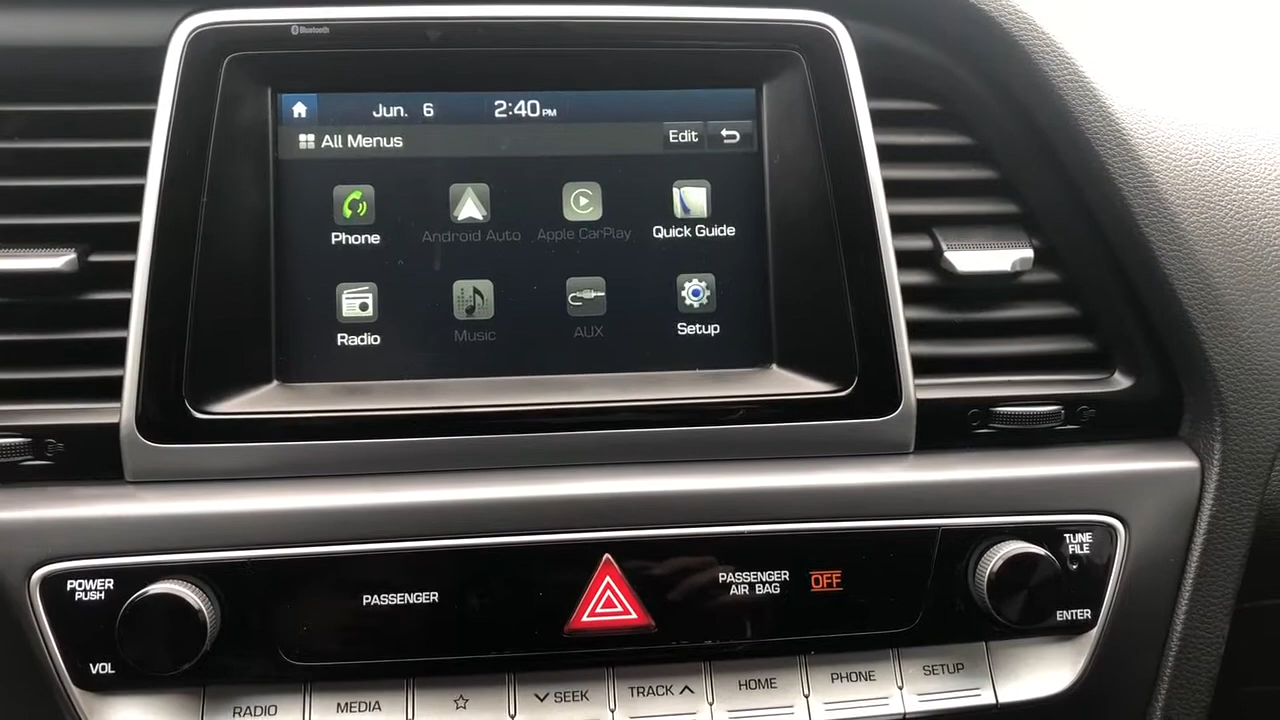 Bluetooth
Jun. 6 2:40 PM
All Menus Edit
Phone Android Auto Apple CarPlay Quick Guide
Radio Music AUX Setup
POWER
PUSH
VOL
PASSENGER
PASSENGER
AIR BAG OFF
TUNE
FILE
ENTER
RADIO MEDIA SEEK TRACK HOME PHONE SETUP